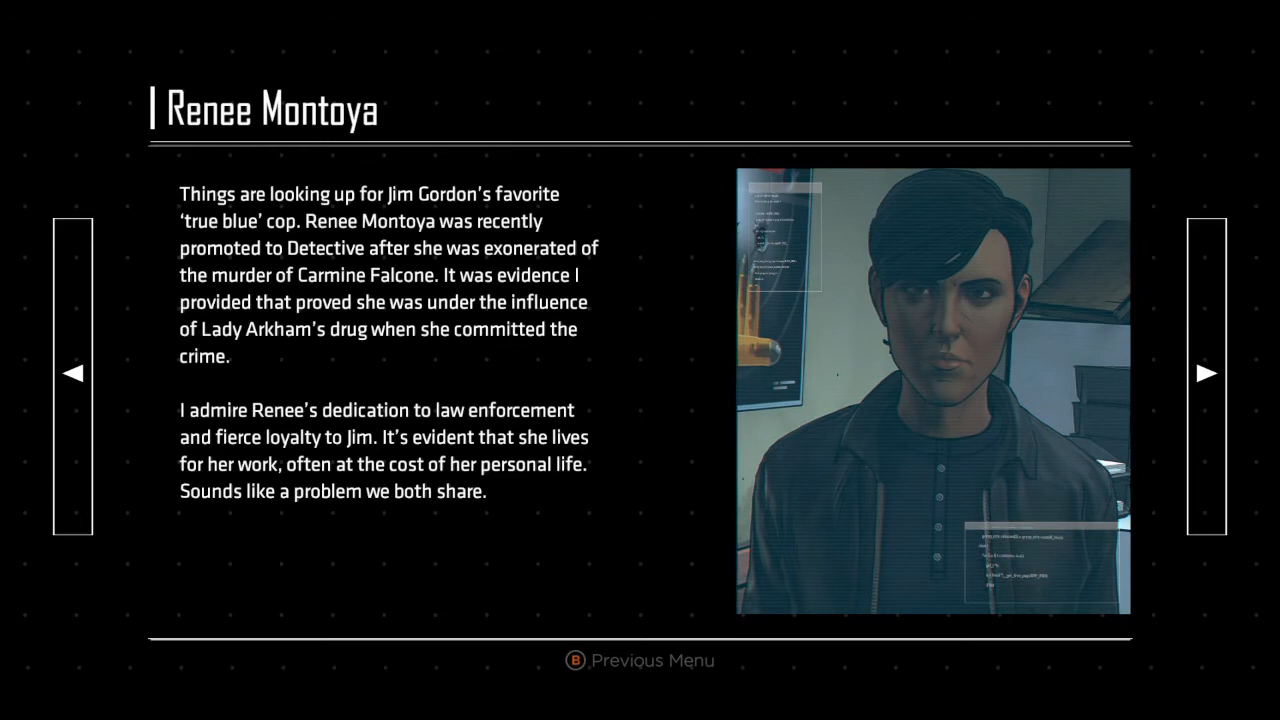 Renee Montoya
Things are looking up for Jim Gordon's favorite
'true blue' cop. Renee Montoya was recently
promoted to Detective after she was exonerated of
the murder of Carmine Falcone. It was evidence I
provided that proved she was under the influence
of Lady Arkham's drug when she committed the
crime.
I admire Renee's dedication to law enforcement
and fierce loyalty to Jim. It's evident that she lives
for her work, often at the cost of her personal life.
Sounds like a problem we both share.
B Previous Menu